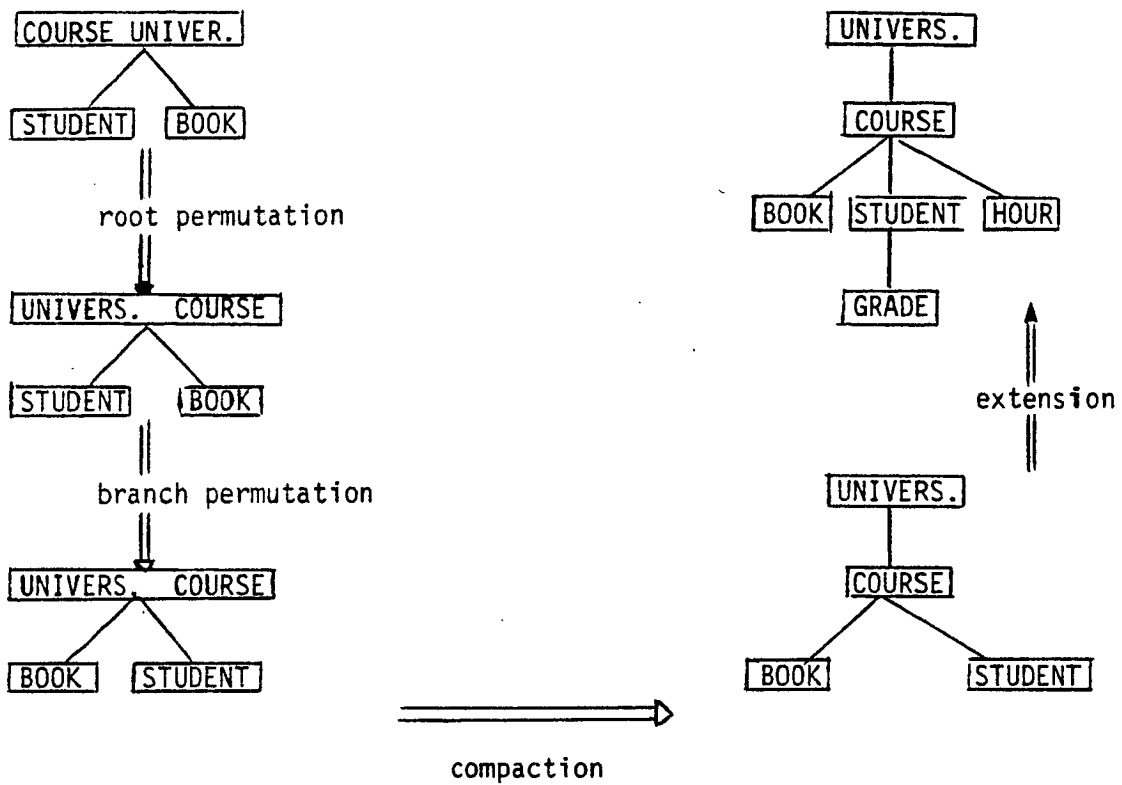 COURSE UNIVER.
STUDENT BOOK
root permutation
UNIVERS. COURSE
STUDENT BOOK
branch permutation
UNIVERS. COURSE
BOOK STUDENT
compaction
UNIVERS.
COURSE
BOOK STUDENT HOUR
GRADE
extension
UNIVERS.
COURSE
BOOK STUDENT